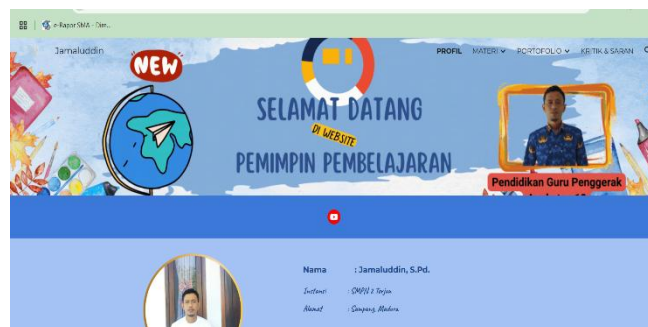 e-Rapor SMA - Dim...
Jamaluddin
PROFIL MATERI PORTOFOLIO KRITIK & SARAN
NEW
SELAMAT DATANG
DI WEBSITE
PEMIMPIN PEMBELAJARAN
Pendidikan Guru Penggerak
Nama : Jamaluddin, S.Pd.
Instansi : SMPN 2 Torjun
Alamat : Sampang, Madura